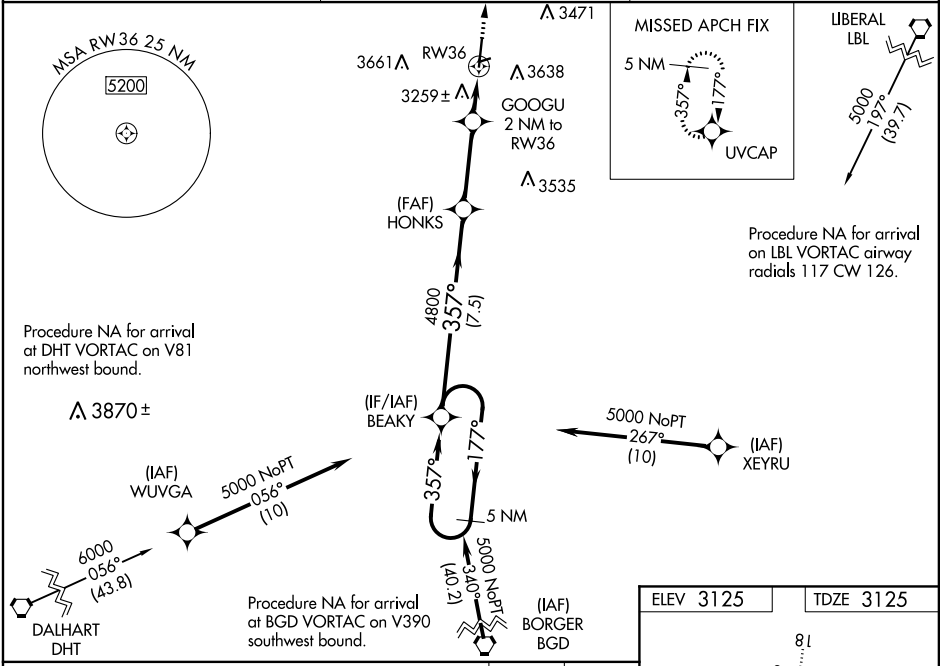 MSA RW36 25 NM
5200
3661
RW36
3471
3638
3259 ±
GOOGU
2 NM to
RW36
3535
MISSED APCH FIX
5 NM
357°
177°
UVCAP
LIBERAL
LBL
5000
197°
(39.7)
Procedure NA for arrival
on LBL VORTAC airway
radials 117 CW 126.
(FAF)
HONKS
4800
357°
(7.5)
Procedure NA for arrival
at DHT VORTAC on V81
northwest bound.
3870 ±
(IF/IAF)
BEAKY
357°
177°
5 NM
5000 NoPT
267°
(10)
(IAF)
XEYRU
(IAF)
WUVGA
5000 NoPT
056°
(10)
6000
056°
(43.8)
DALHART
DHT
Procedure NA for arrival
at BGD VORTAC on V390
southwest bound.
5000 NoPT
340°
(40.2)
(IAF)
BORGER
BGD
ELEV 3125
TDZE 3125
18